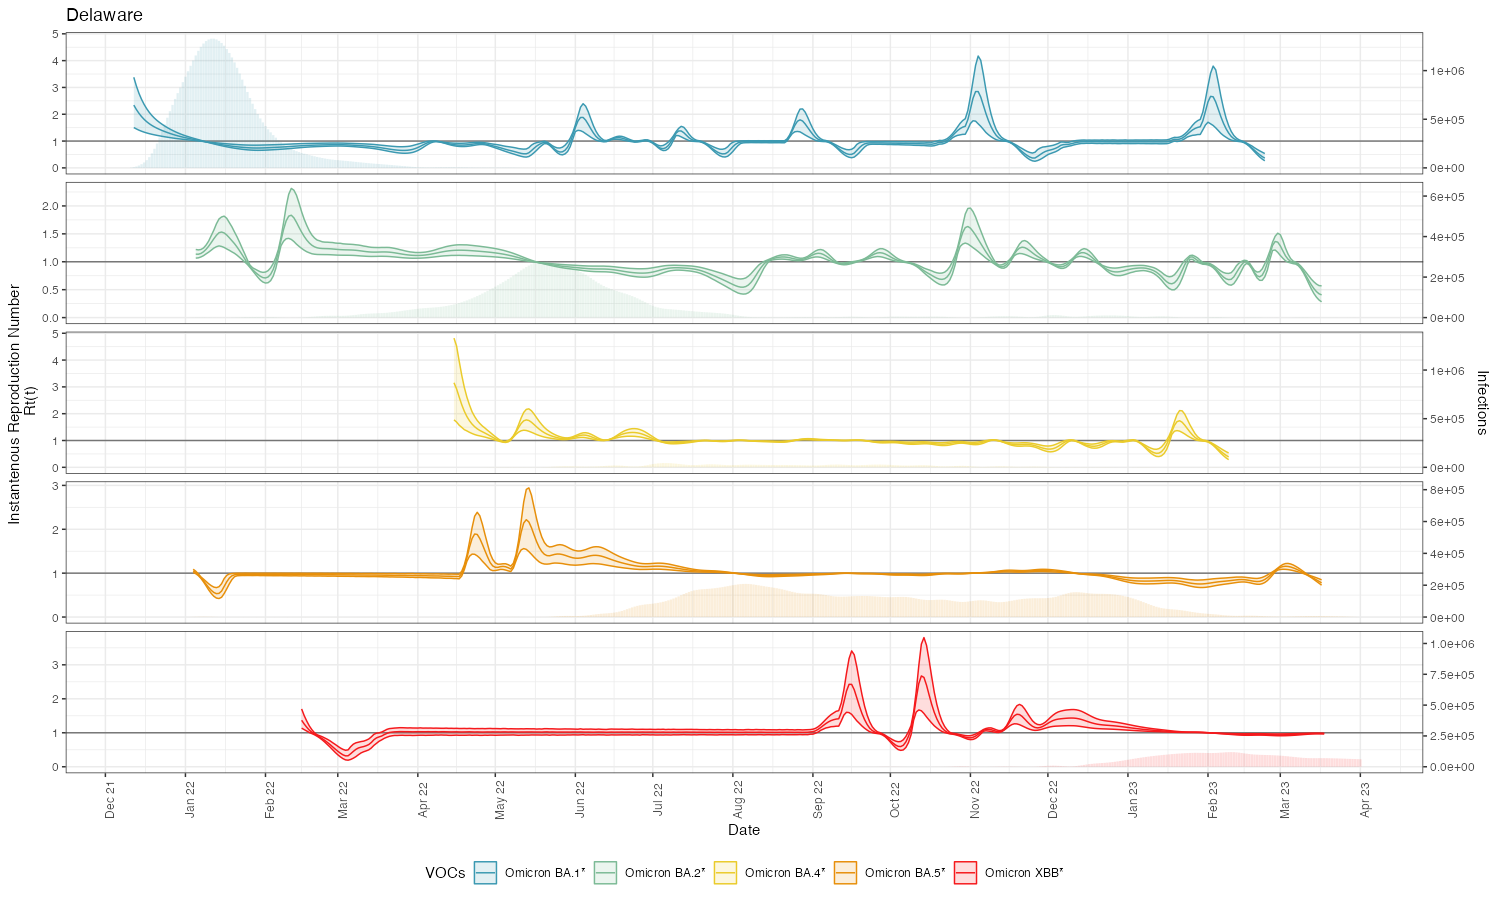 Delaware
5
4
3
2
1
0
1e+06
5e+05
0e+00
2.0
1.5
1.0
0.5
0.0
6e+05
4e+05
2e+05
0e+00
5
4
3
2
1
0
1e+06
5e+05
0e+00
3
2
1
0
8e+05
6e+05
4e+05
2e+05
0e+00
3
2
1
0
1.0e+06
7.5e+05
5.0e+05
2.5e+05
0.0e+00
Instantenous Reproduction Number
Rt(t)
Infections
Dec 21
Jan 22
Feb 22
Mar 22
Apr 22
May 22
Jun 22
Jul 22
Aug 22
Sep 22
Oct 22
Nov 22
Dec 22
Jan 23
Feb 23
Mar 23
Apr 23
Date
VOCs
Omicron BA.1*
Omicron BA.2*
Omicron BA.4*
Omicron BA.5*
Omicron XBB*